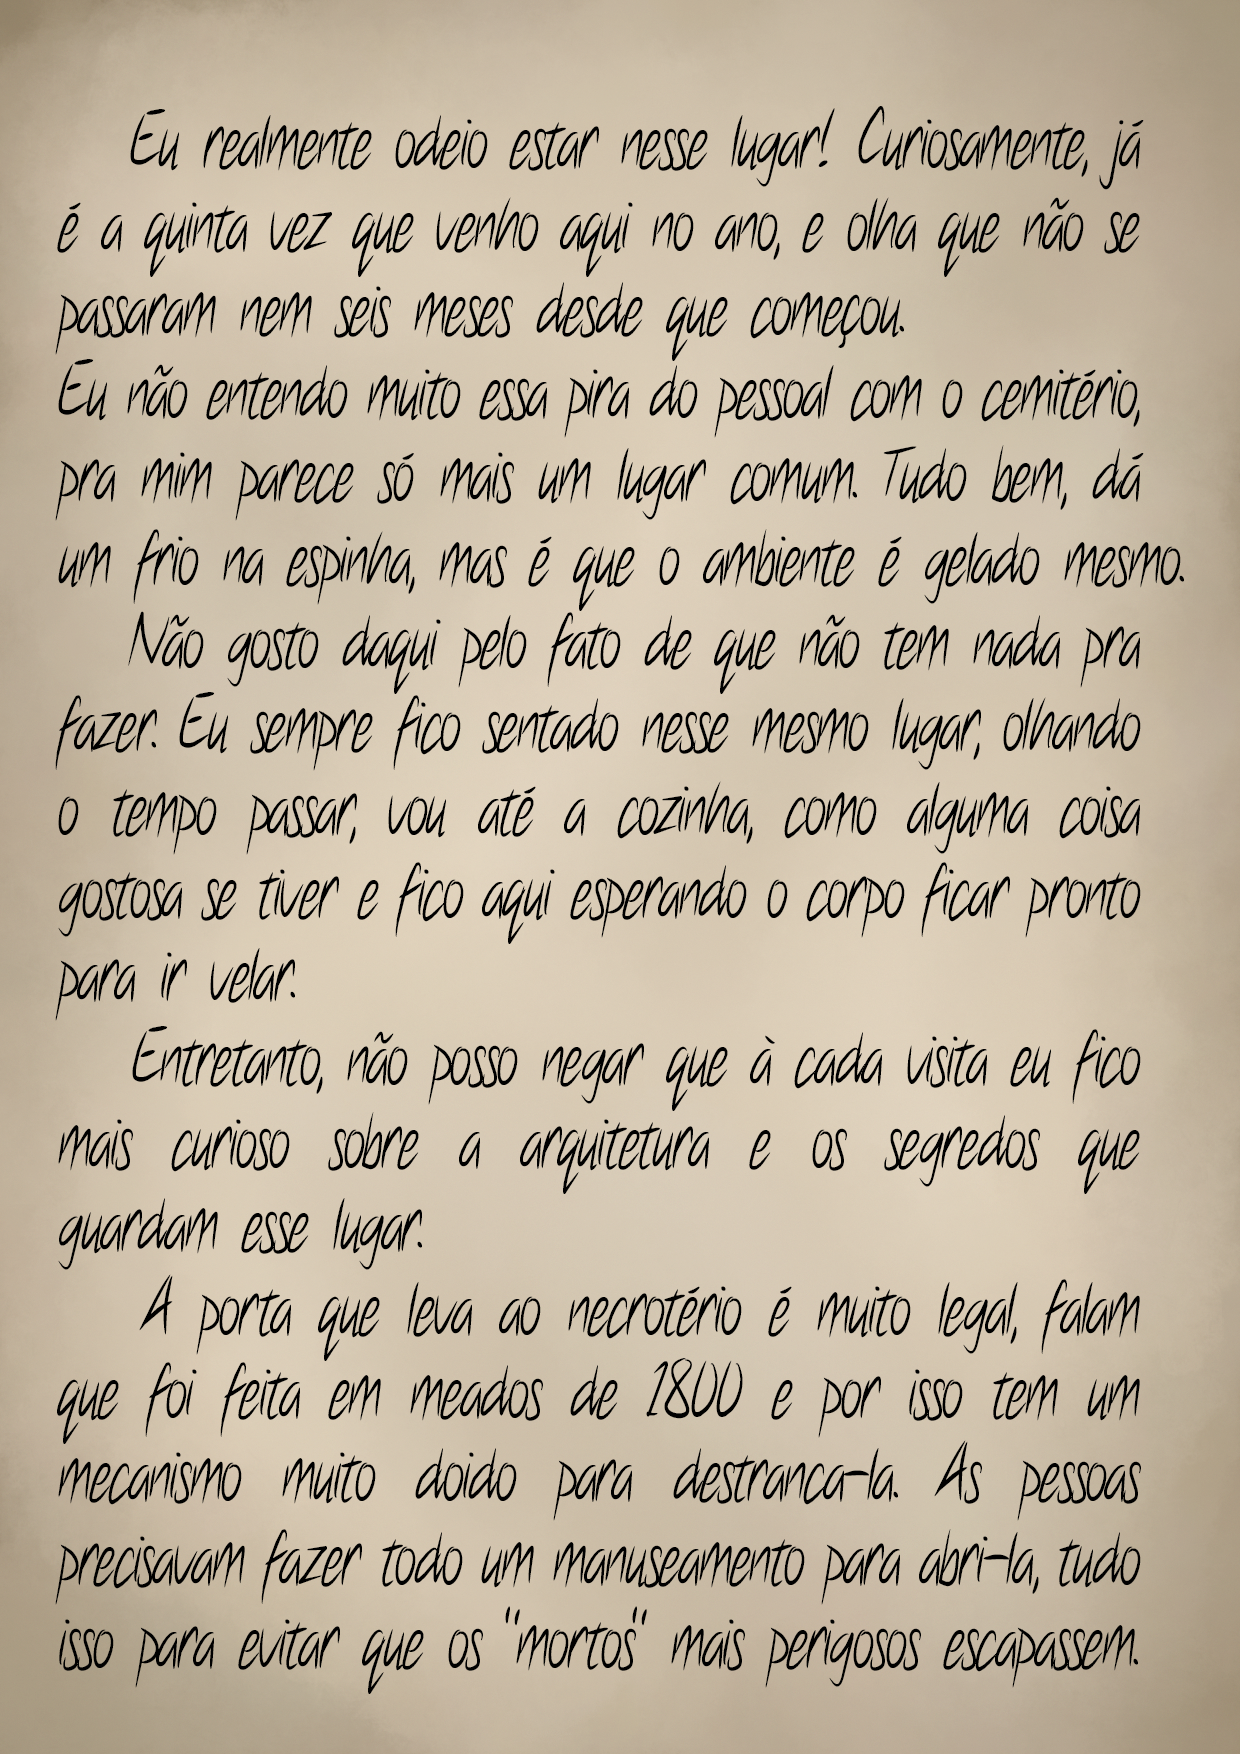 Eu realmente odeio estar nesse lugar! Curiosamente, já
é a quinta vez que venho aqui no ano, e olha que não se
passaram nem seis meses desde que começou.
Eu não entendo muito essa pira do pessoal com o cemitério,
pra mim parece só mais um lugar comum. Tudo bem, dá
um frio na espinha, mas é que o ambiente é gelado mesmo.
Não gosto daqui pelo fato de que não tem nada pra
fazer. Eu sempre fico sentado nesse mesmo lugar, olhando
o tempo passar, vou até a cozinha, como alguma coisa
gostosa se tiver e fico aqui esperando o corpo ficar pronto
para ir velar.
Entretanto, não posso negar que à cada visita eu fico
mais curioso sobre a arquitetura e os segredos que
guardam esse lugar.
A porta que leva ao necrotério é muito legal, falam
que foi feita em meados de 1800 e por isso tem um
mecanismo muito doido para destranca-la. As pessoas
precisavam fazer todo um manuseamento para abri-la, tudo
isso para evitar que os "mortos" mais perigosos escapassem.